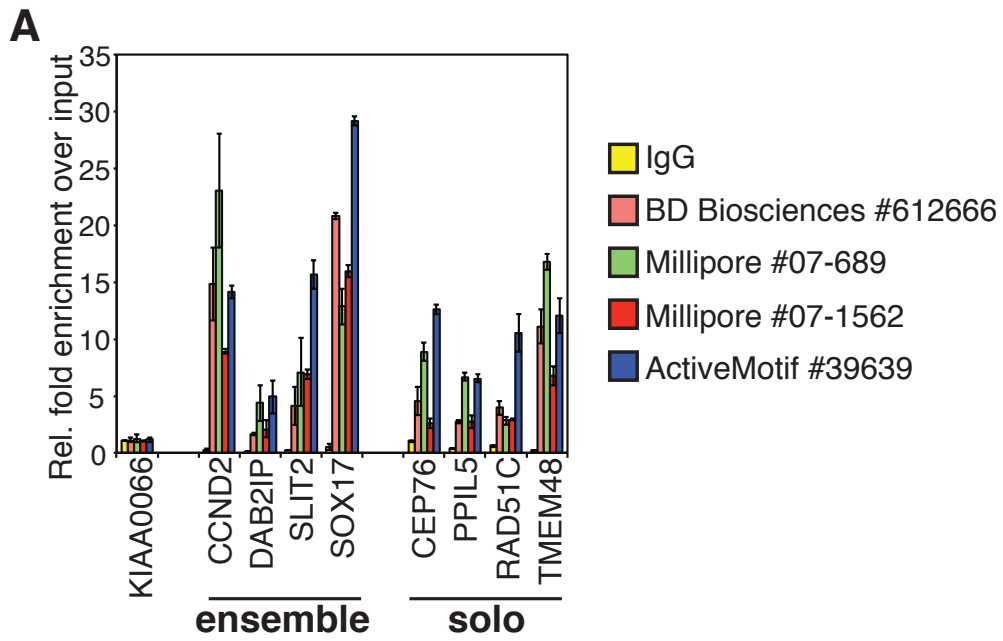 A
Rel. fold enrichment over input
35
30
25
20
15
10
5
0
KIAA0066
CCND2
DAB2IP
SLIT2
SOX17
CEP76
PPIL5
RAD51C
TMEM48
ensemble
solo
IgG
BD Biosciences #612666
Millipore #07-689
Millipore #07-1562
ActiveMotif #39639